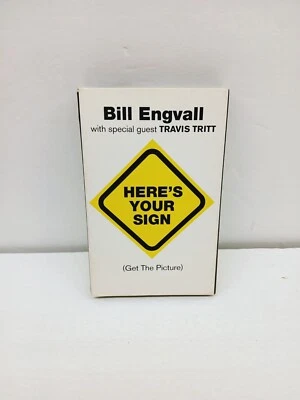 Bill Engvall
with special guest TRAVIS TRITT
HERE'S
YOUR
SIGN
(Get The Picture)